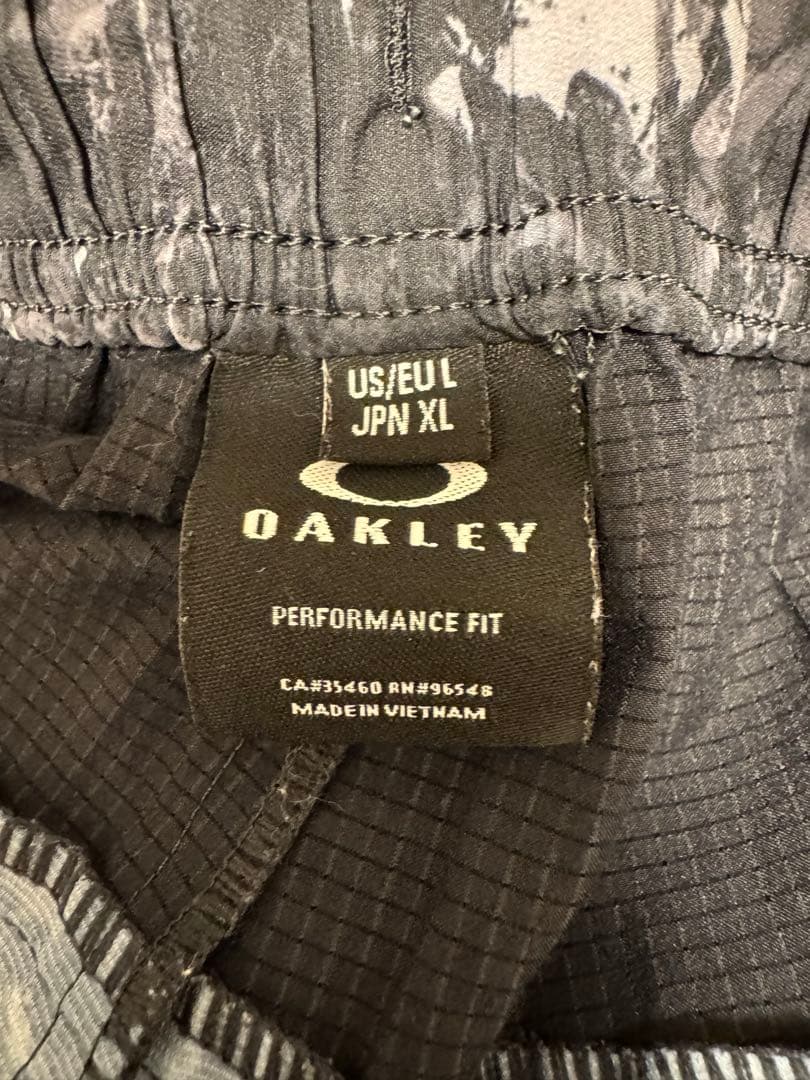 US/EU L
JPN XL
OAKLEY
PERFORMANCE FIT
CA#35460 RN#96548
MADE IN VIETNAM